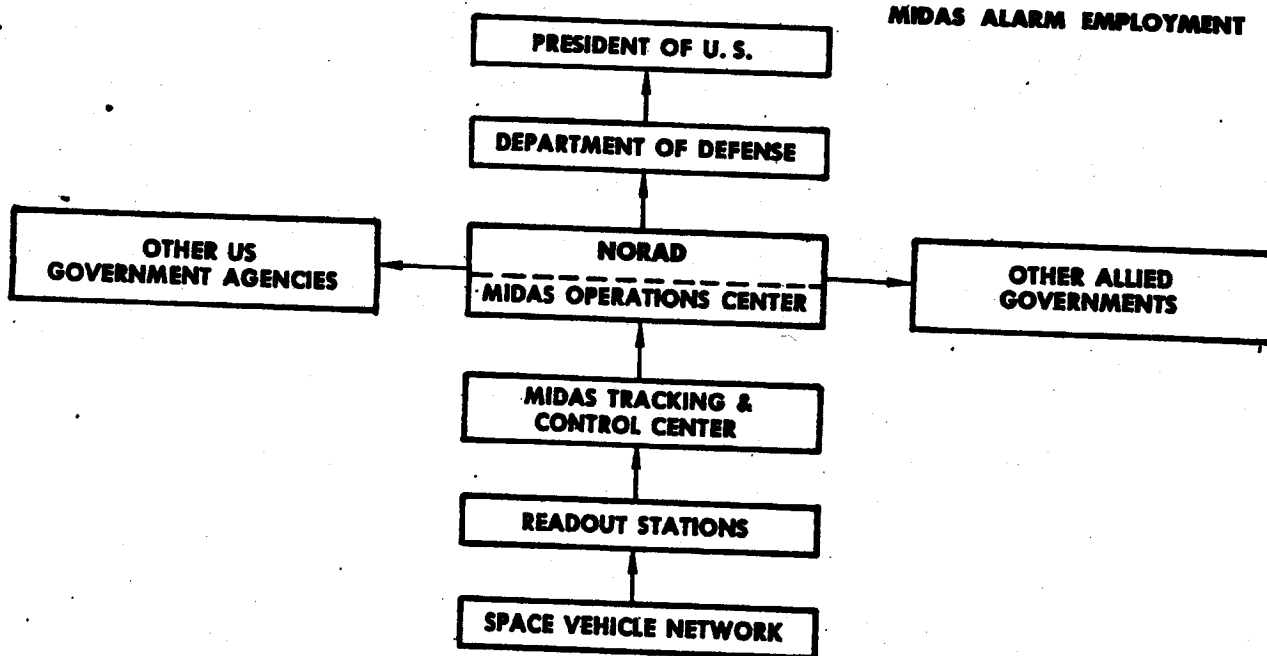 MIDAS ALARM EMPLOYMENT
PRESIDENT OF U. S.
DEPARTMENT OF DEFENSE
OTHER US
GOVERNMENT AGENCIES
NORAD
MIDAS OPERATIONS CENTER
OTHER ALLIED
GOVERNMENTS
MIDAS TRACKING &
CONTROL CENTER
READOUT STATIONS
SPACE VEHICLE NETWORK